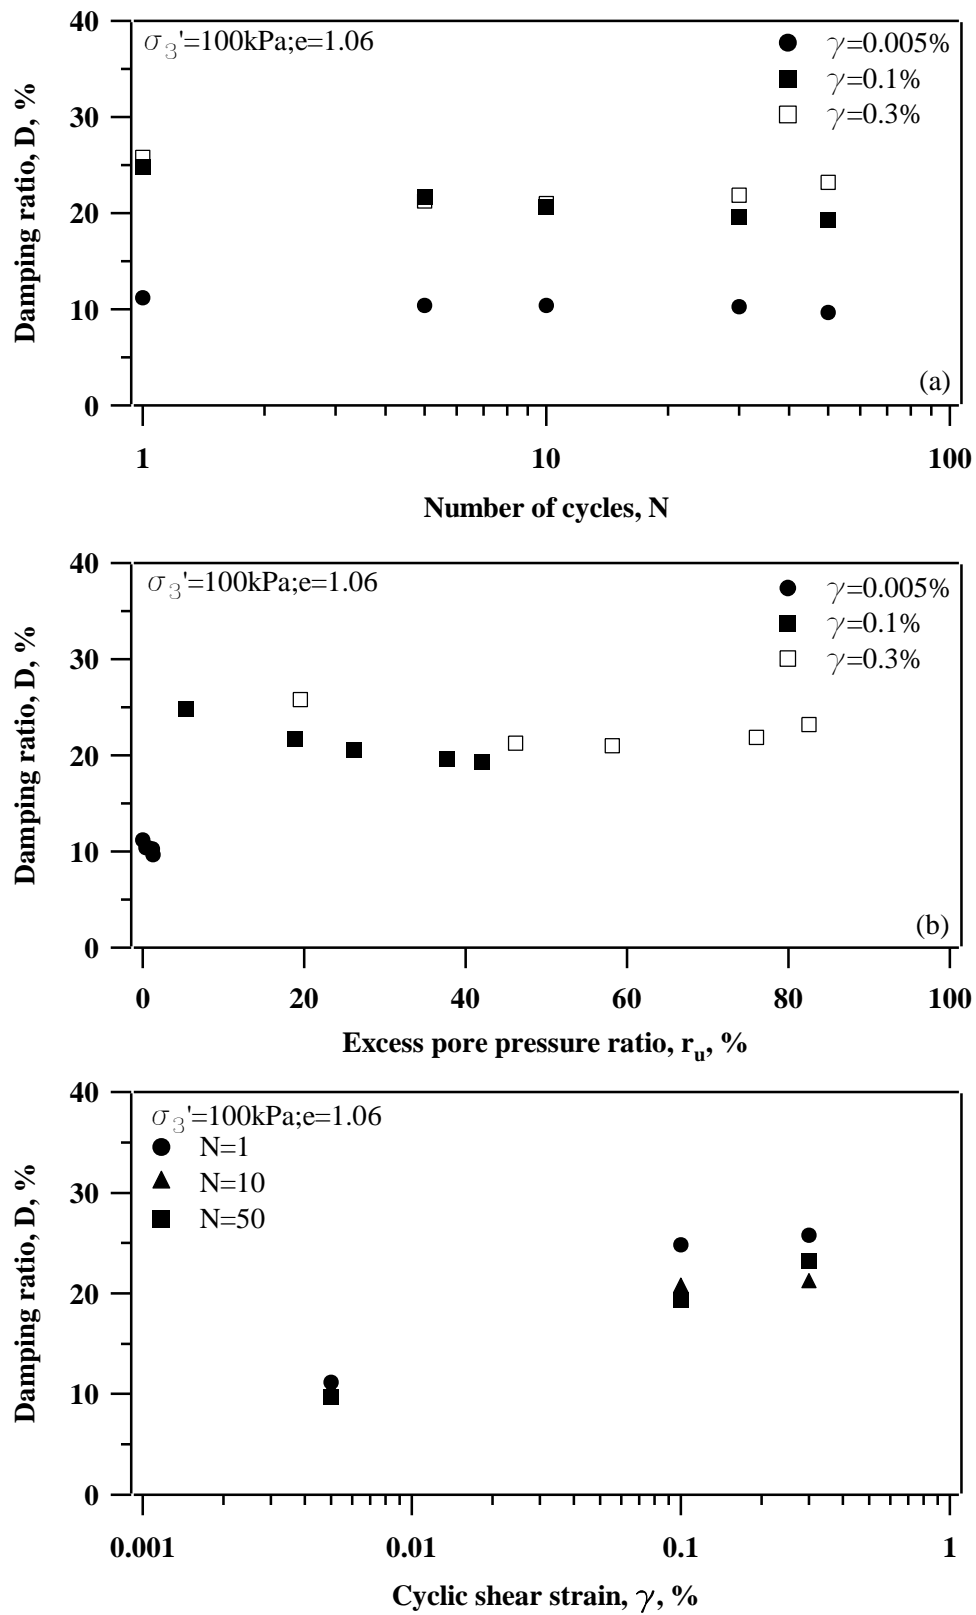 40
σ3'=100kPa;e=1.06
γ=0.005%
γ=0.1%
γ=0.3%
30
20
10
0
Damping ratio, D, %
(a)
1 10 100
Number of cycles, N
40
σ3'=100kPa;e=1.06
γ=0.005%
γ=0.1%
γ=0.3%
30
20
10
0
Damping ratio, D, %
(b)
0 20 40 60 80 100
Excess pore pressure ratio, ru, %
40
σ3'=100kPa;e=1.06
N=1
N=10
N=50
30
20
10
0
Damping ratio, D, %
0.001 0.01 0.1 1
Cyclic shear strain, γ, %